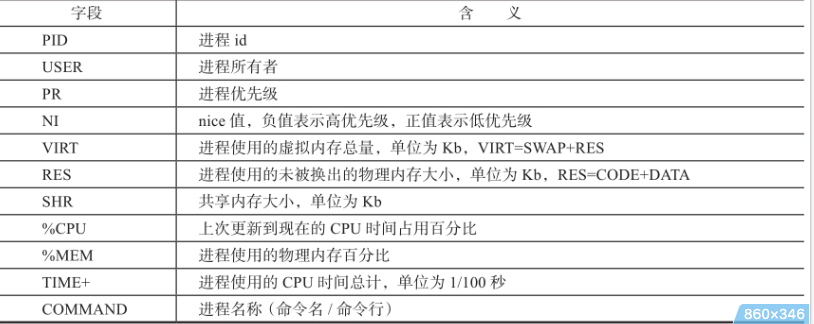 字段 含 义
PID 进程 id
USER 进程所有者
PR 进程优先级
NI nice 值，负值表示高优先级，正值表示低优先级
VIRT 进程使用的虚拟内存总量，单位为 Kb，VIRT=SWAP+RES
RES 进程使用的未被换出的物理内存大小，单位为 Kb，RES=CODE+DATA
SHR 共享内存大小，单位为 Kb
%CPU 上次更新到现在的 CPU 时间占用百分比
%MEM 进程使用的物理内存百分比
TIME+ 进程使用的 CPU 时间总计，单位为 1/100 秒
COMMAND 进程名称（命令名 / 命令行）
860×346